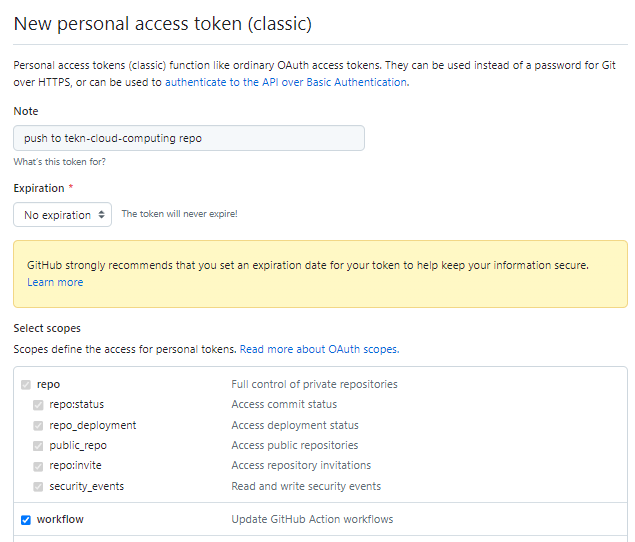 New personal access token (classic)
Personal access tokens (classic) function like ordinary OAuth access tokens. They can be used instead of a password for Git
over HTTPS, or can be used to authenticate to the API over Basic Authentication.
Note
push to tekn-cloud-computing repo
What's this token for?
Expiration *
No expiration The token will never expire!
GitHub strongly recommends that you set an expiration date for your token to help keep your information secure.
Learn more
Select scopes
Scopes define the access for personal tokens. Read more about OAuth scopes.
repo Full control of private repositories
repo:status Access commit status
repo_deployment Access deployment status
public_repo Access public repositories
repo:invite Access repository invitations
security_events Read and write security events
workflow Update GitHub Action workflows